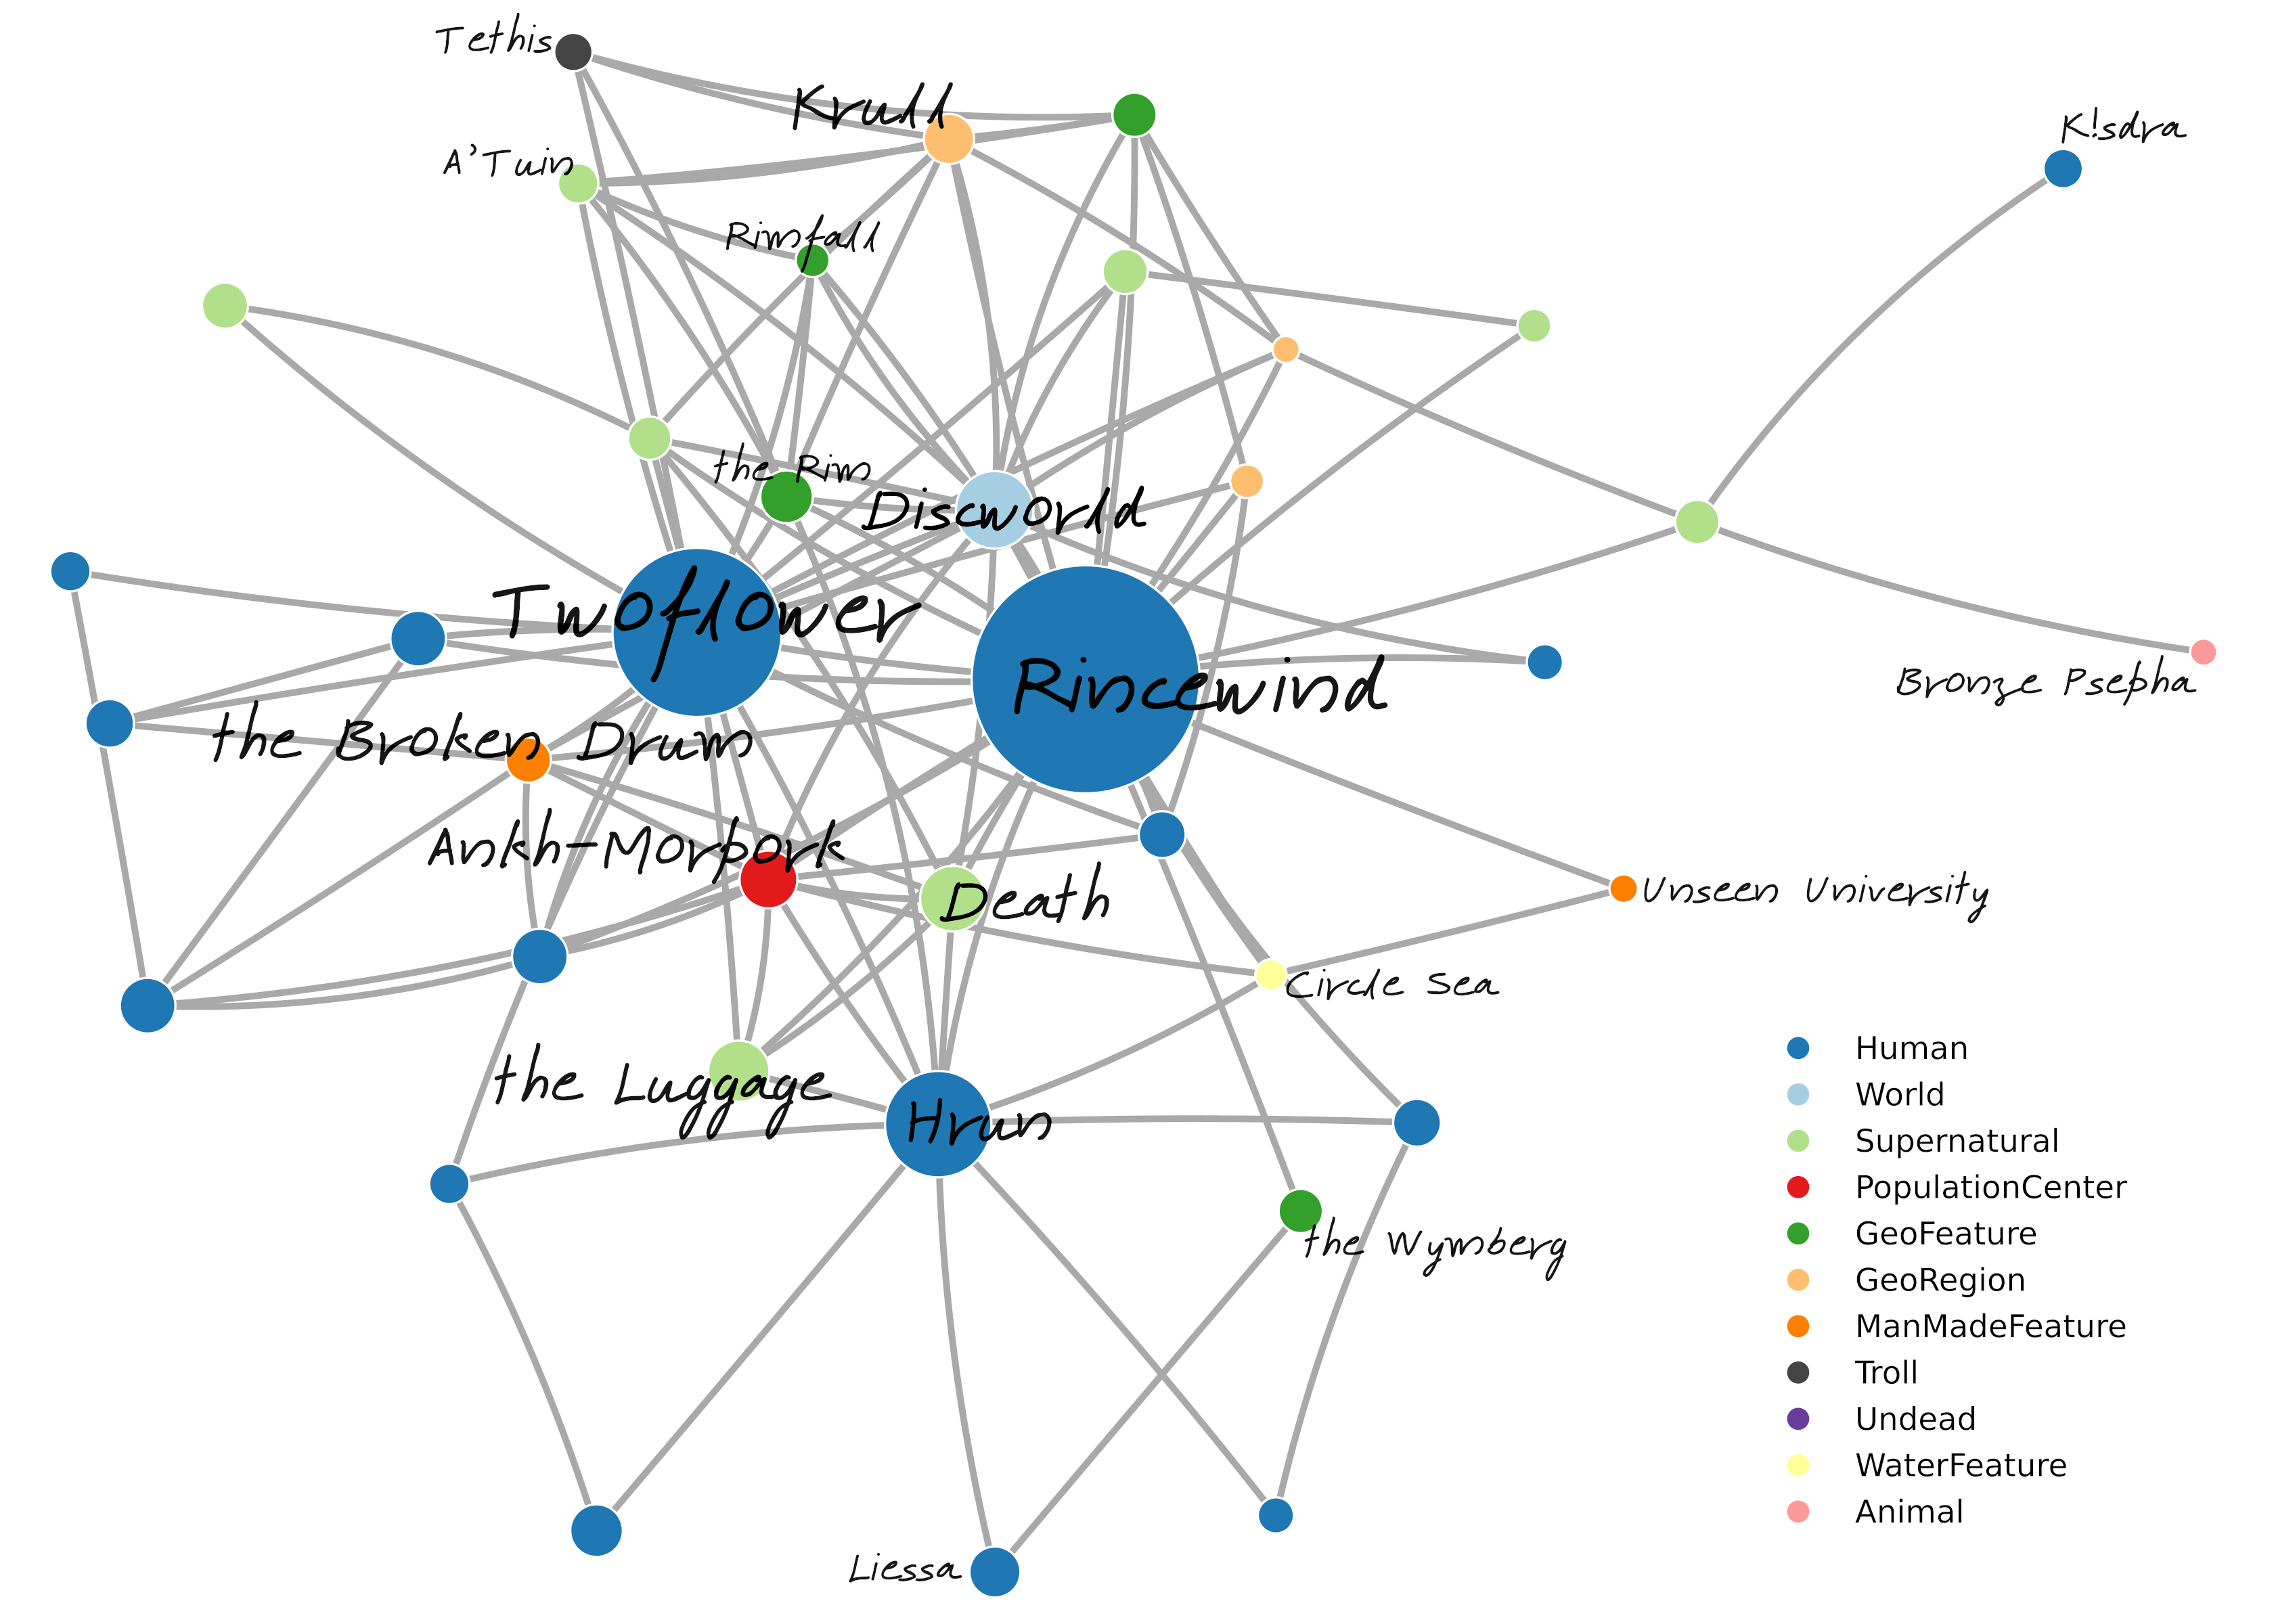 Tethis
Krull
K!sdra
A'Tuin
Rimfall
the Rim
Discworld
Twoflower
Rincewind
Bronze Psepha
the Broken Drum
Ankh-Morpork
Death
Unseen University
Circle Sea
the Luggage
Hrun
the Wyrmberg
Liessa
Human
World
Supernatural
PopulationCenter
GeoFeature
GeoRegion
ManMadeFeature
Troll
Undead
WaterFeature
Animal